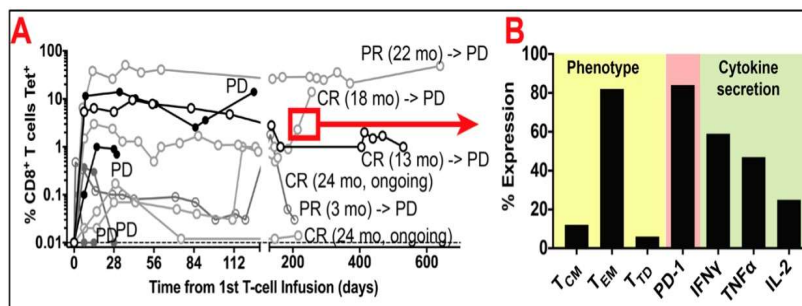 A
% CD8⁺ T cells Tet⁺
100
10
1
0.1
0.01
PR (22 mo) -> PD
PD
CR (18 mo) -> PD
CR (13 mo) -> PD
PD
CR (24 mo, ongoing)
PR (3 mo) -> PD
PD PD
CR (24 mo, ongoing)
0 28 56 84 112 200 400 600
Time from 1st T-cell Infusion (days)
B
% Expression
100
80
60
40
20
0
Phenotype
Cytokine
secretion
TCM
TEM
TTD
PD-1
IFNγ
TNFα
IL-2